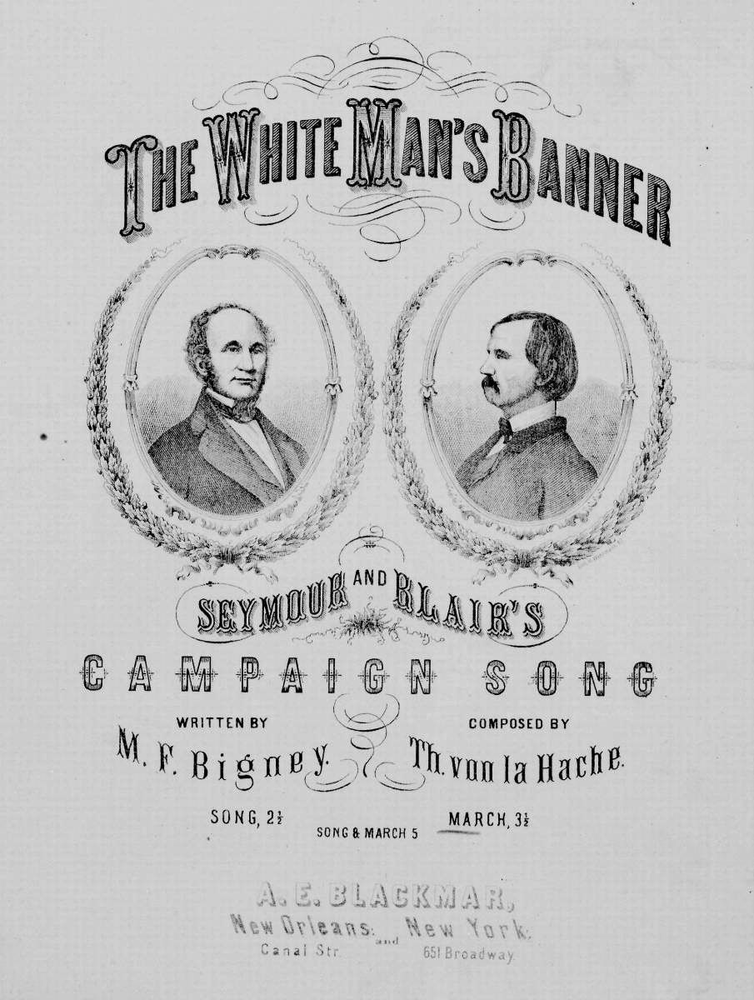 THE WHITE MAN'S BANNER
SEYMOUR AND BLAIR'S
CAMPAIGN SONG
WRITTEN BY
M. F. Bigney.
COMPOSED BY
Th. von la Hache.
SONG, 2½
MARCH, 3½
SONG & MARCH 5
A. E. BLACKMAR,
New Orleans: and New York:
Canal Str. 651 Broadway.